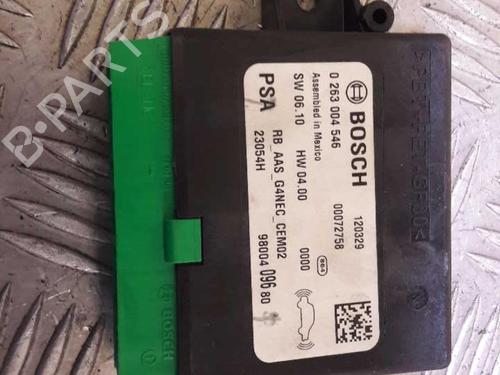 BOSCH
0 263 004 546
Assembled in Mexico
120329
00072758
SW 06.10 HW 04.00
0000
PSA
RB_AAS_G4NEC_CEM02
23054H
98004 096 80
BOSCH
B-PARTS